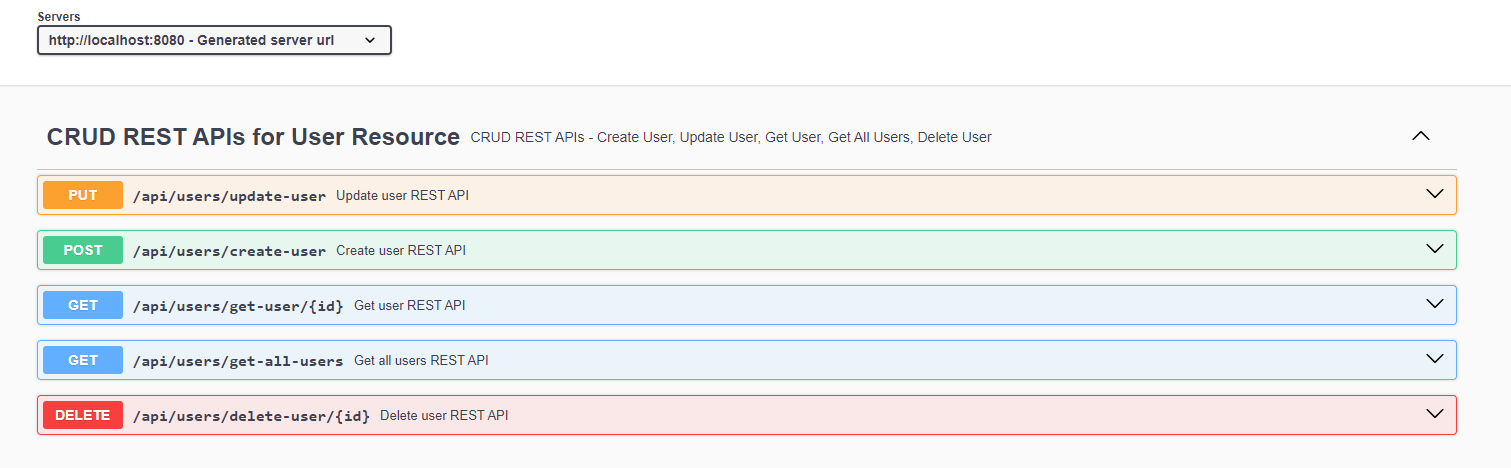 Servers
http://localhost:8080 - Generated server url
CRUD REST APIs for User Resource CRUD REST APIs - Create User, Update User, Get User, Get All Users, Delete User
PUT /api/users/update-user Update user REST API
POST /api/users/create-user Create user REST API
GET /api/users/get-user/{id} Get user REST API
GET /api/users/get-all-users Get all users REST API
DELETE /api/users/delete-user/{id} Delete user REST API